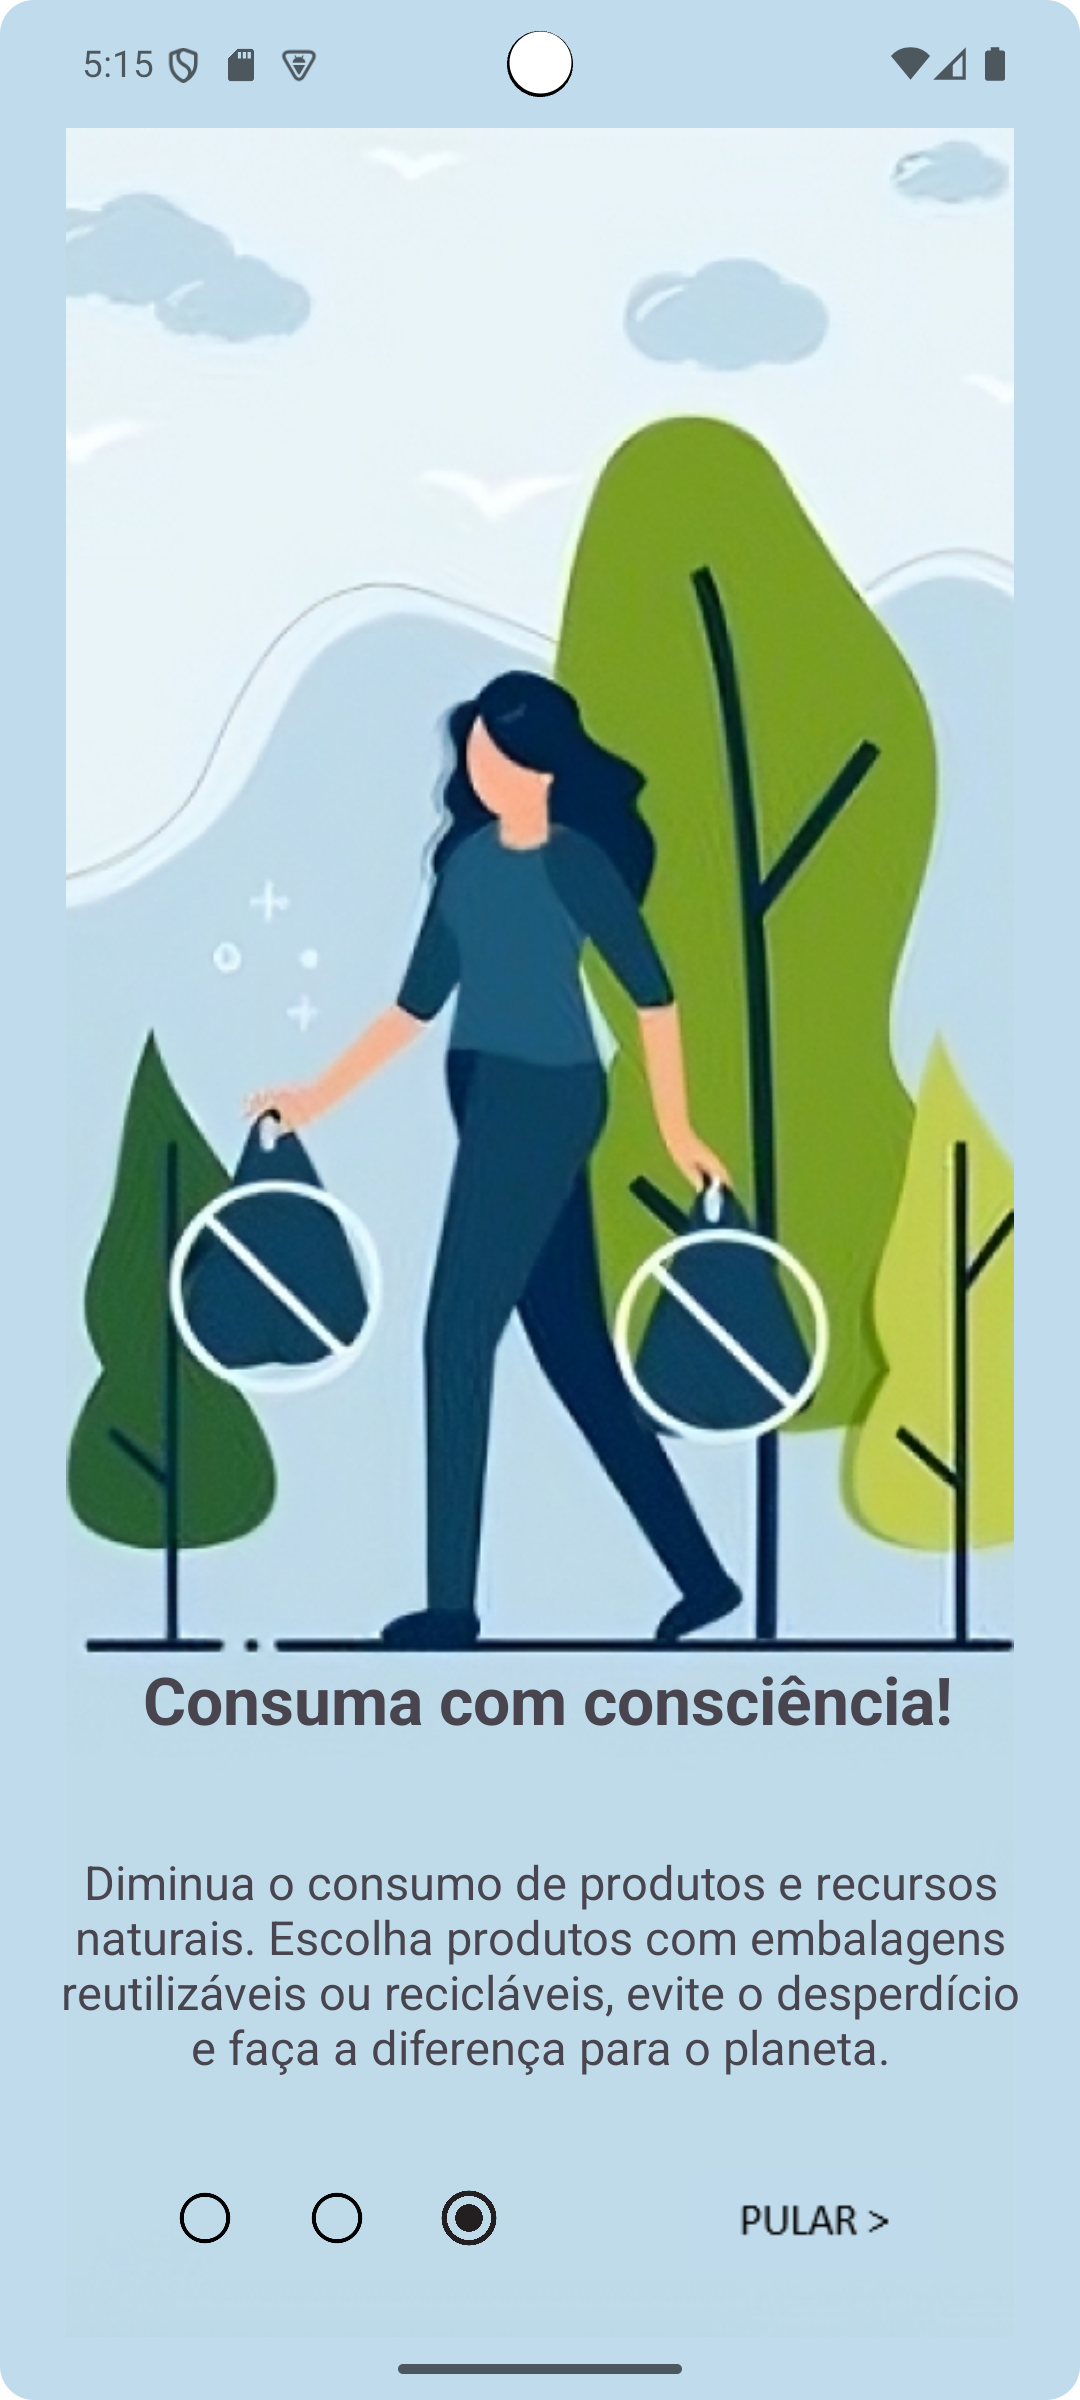 5:15
Consuma com consciência!
Diminua o consumo de produtos e recursos
naturais. Escolha produtos com embalagens
reutilizáveis ou recicláveis, evite o desperdício
e faça a diferença para o planeta.
PULAR >